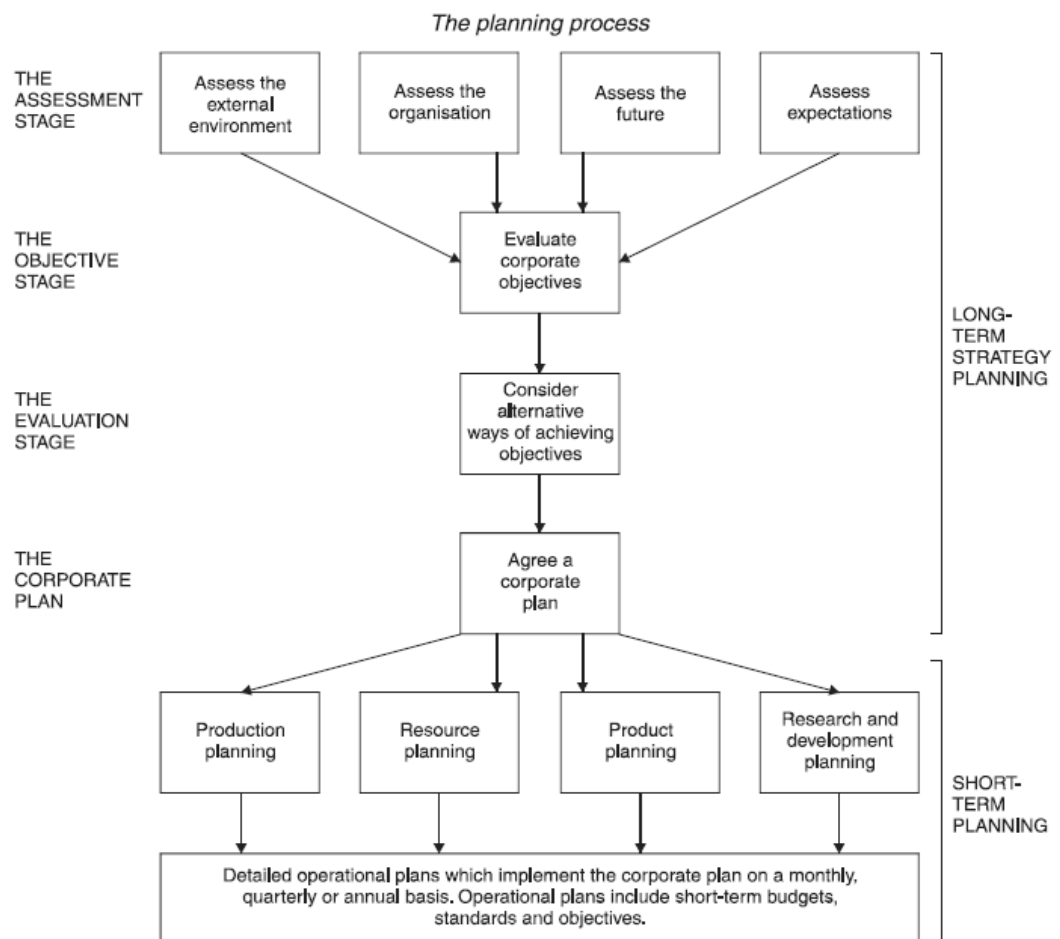 The planning process
THE
ASSESSMENT
STAGE
Assess the
external
environment
Assess the
organisation
Assess the
future
Assess
expectations
THE
OBJECTIVE
STAGE
Evaluate
corporate
objectives
THE
EVALUATION
STAGE
Consider
alternative
ways of achieving
objectives
LONG-
TERM
STRATEGY
PLANNING
THE
CORPORATE
PLAN
Agree a
corporate
plan
Production
planning
Resource
planning
Product
planning
Research and
development
planning
SHORT-
TERM
PLANNING
Detailed operational plans which implement the corporate plan on a monthly,
quarterly or annual basis. Operational plans include short-term budgets,
standards and objectives.